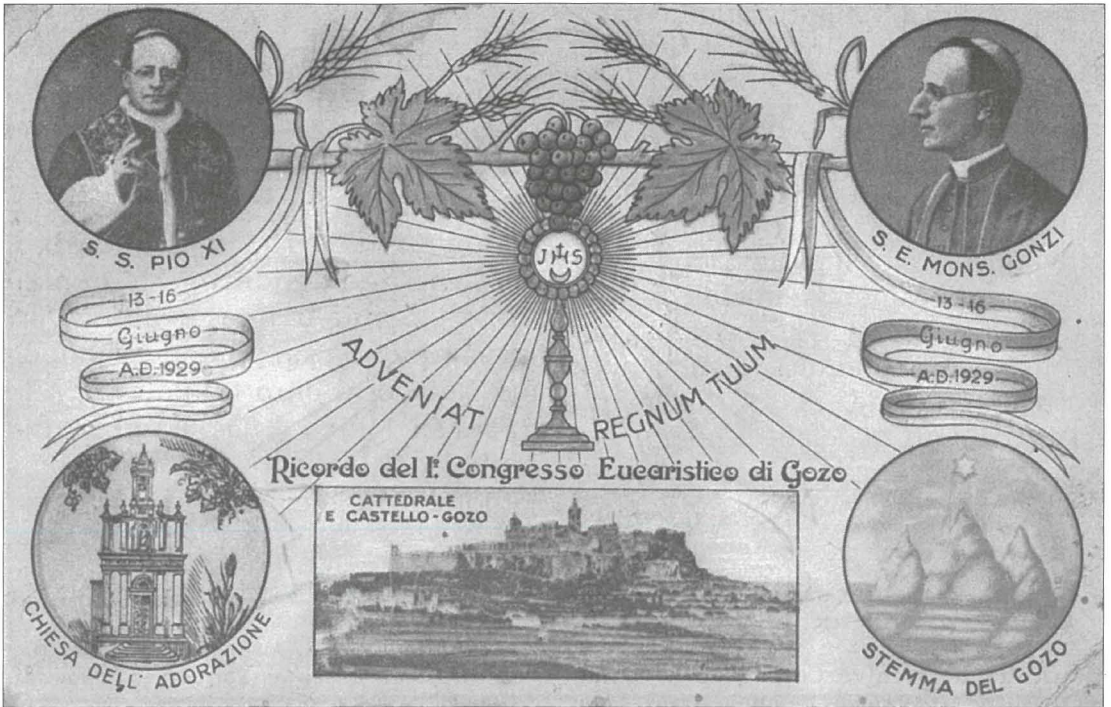 S. S. PIO XI
S. E. MONS. GONZI
13-16
Giugno
A.D. 1929
13-16
Giugno
A.D. 1929
JHS
ADVENIAT
REGNUM TUUM
Ricordo del Iº. Congresso Eucaristico di Gozo
CATTEDRALE
E CASTELLO - GOZO
CHIESA DELL' ADORAZIONE
STEMMA DEL GOZO